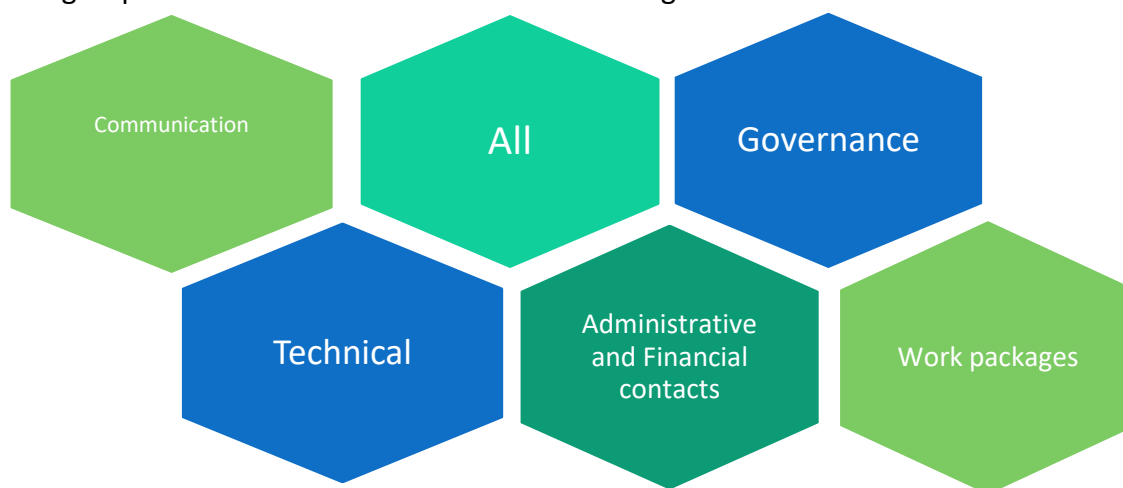 Communication
All
Governance
Technical
Administrative
and Financial
contacts
Work packages